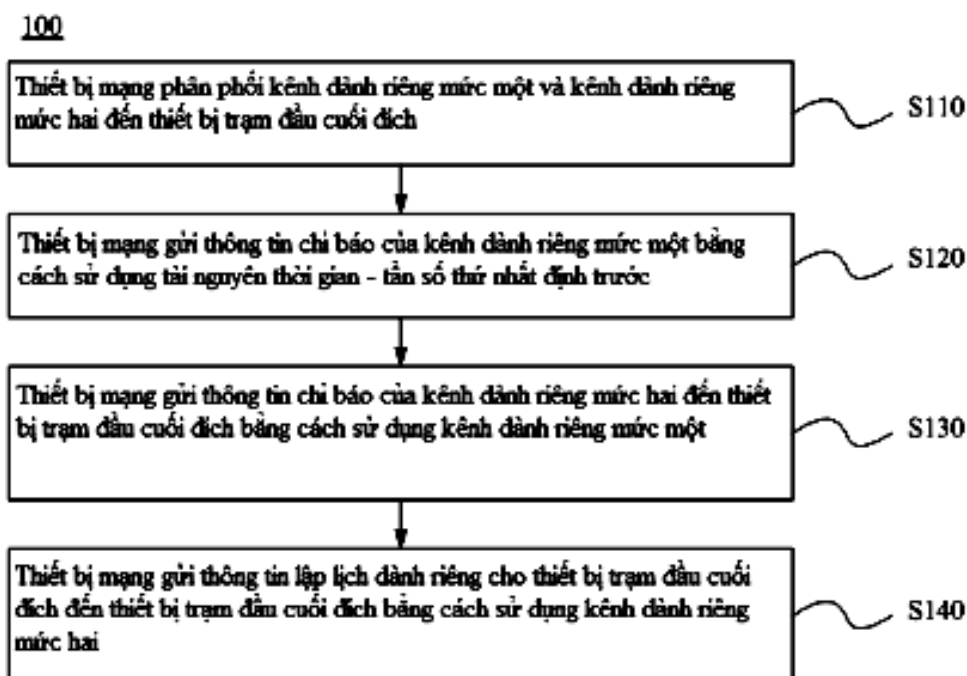 100
Thiết bị mạng phân phối kênh dành riêng mức một và kênh dành riêng
mức hai đến thiết bị trạm đầu cuối đích
S110
Thiết bị mạng gửi thông tin chỉ báo của kênh dành riêng mức một bằng
cách sử dụng tài nguyên thời gian - tần số thứ nhất định trước
S120
Thiết bị mạng gửi thông tin chỉ báo của kênh dành riêng mức hai đến thiết
bị trạm đầu cuối đích bằng cách sử dụng kênh dành riêng mức một
S130
Thiết bị mạng gửi thông tin lập lịch dành riêng cho thiết bị trạm đầu cuối
đích đến thiết bị trạm đầu cuối đích bằng cách sử dụng kênh dành riêng
mức hai
S140